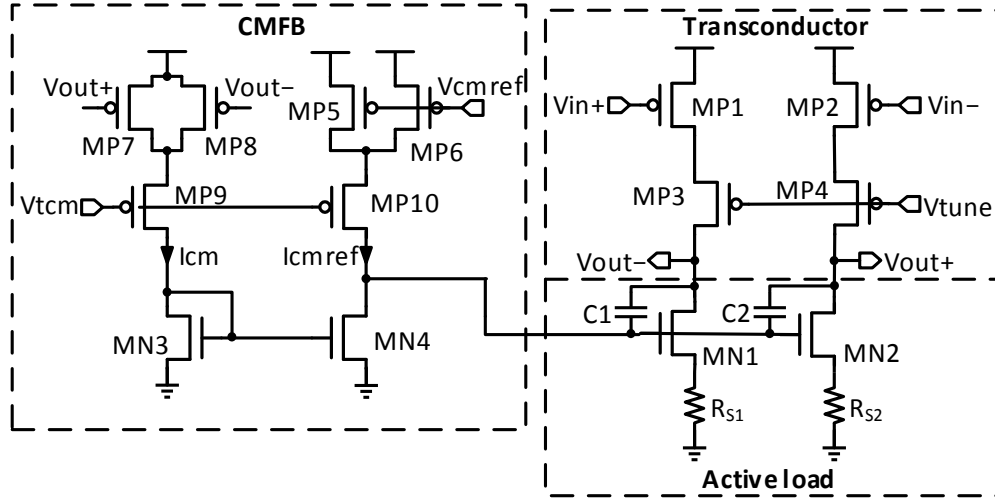 CMFB
Transconductor
Vout+
Vout−
Vcmref
MP5
MP7
MP8
MP6
Vin+
MP1
MP2
Vin−
Vtcm
MP9
MP10
MP3
MP4
Vtune
Icm
Icmref
Vout−
Vout+
C1
C2
MN3
MN4
MN1
MN2
RS1
RS2
Active load